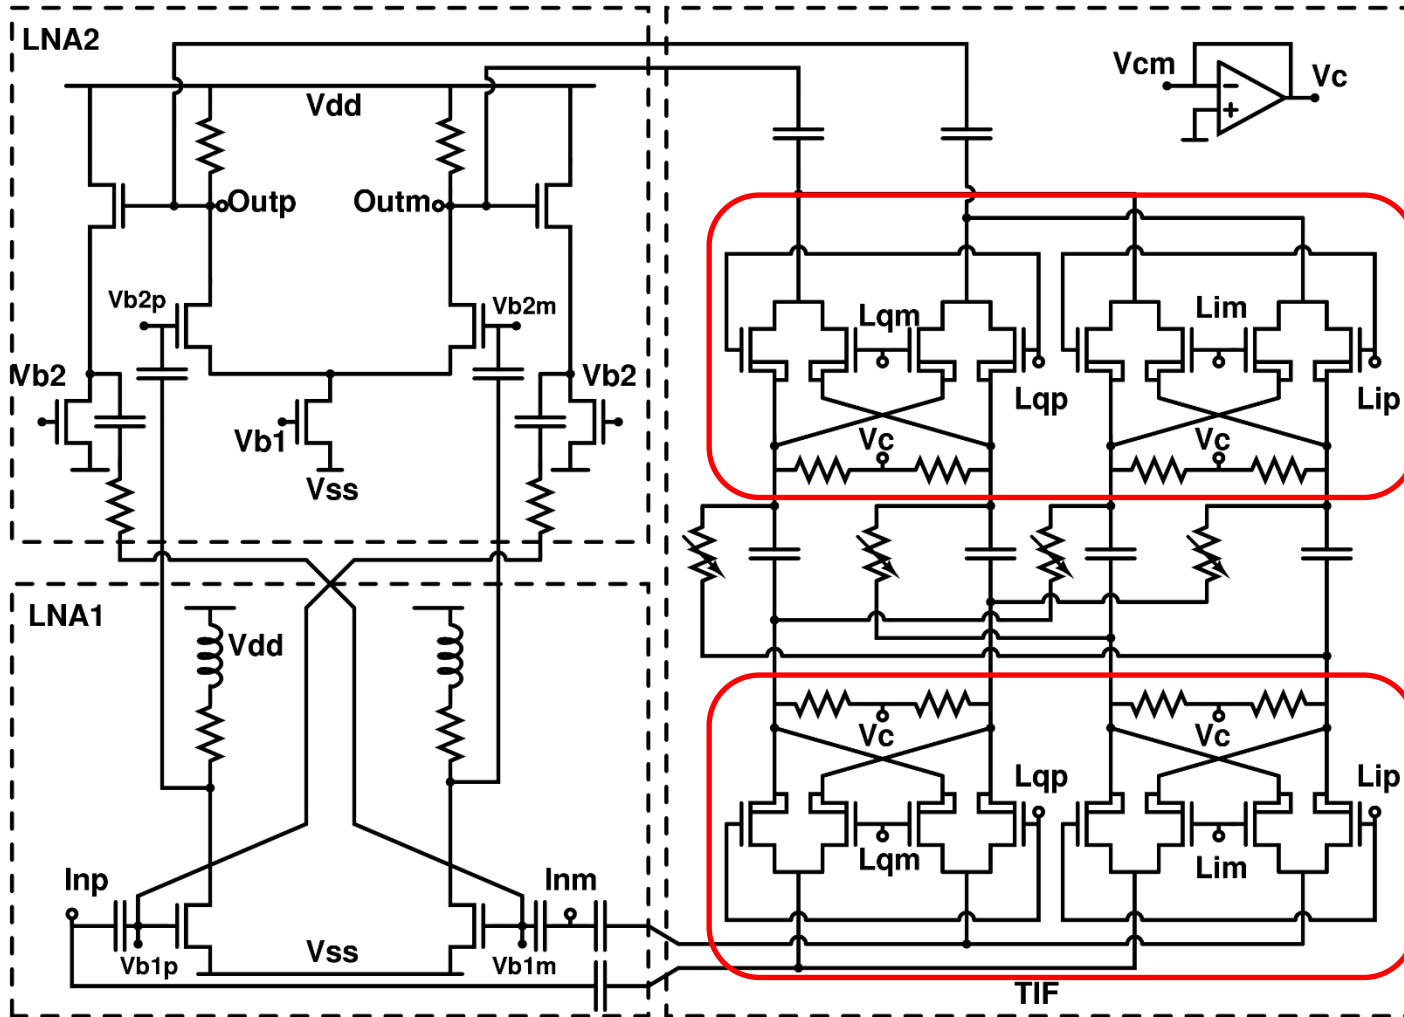 LNA2
Vcm
Vc
Vdd
Outp
Outm
Vb2p
Vb2m
Lqm
Lim
Vb2
Vb2
Lqp
Lip
Vb1
Vc
Vc
Vss
LNA1
Vdd
Vc
Vc
Lqp
Lip
Lqm
Lim
Inp
Inm
Vss
Vb1p
Vb1m
TIF